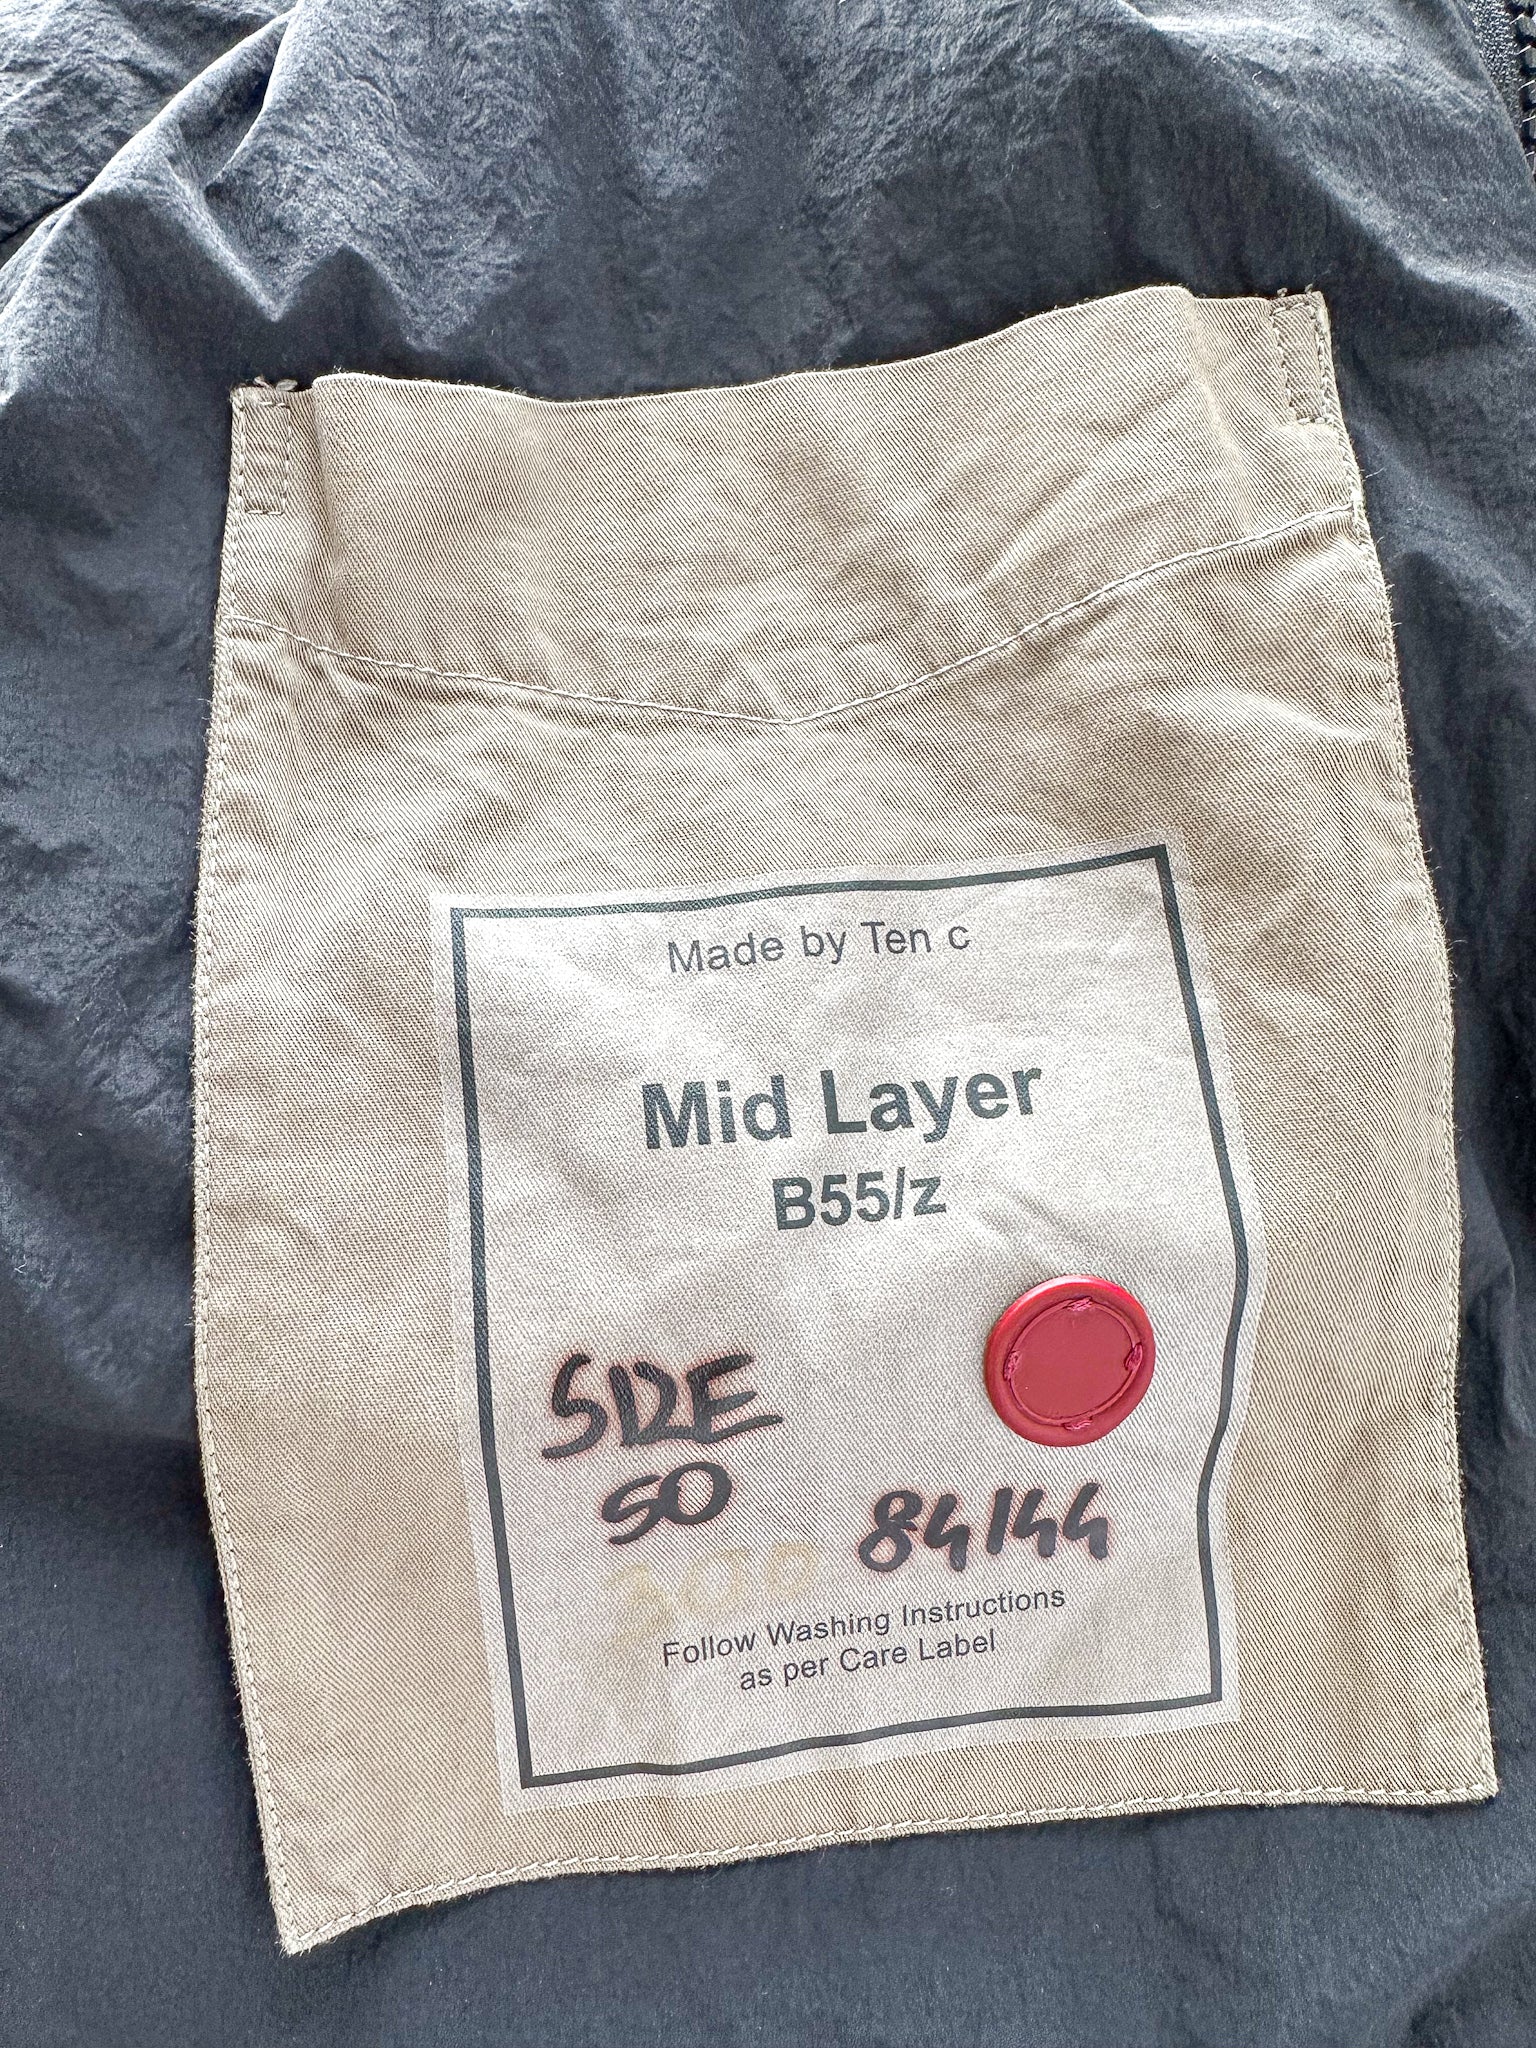 Made by Ten c
Mid Layer
B55/z
SIZE
50
84144
Follow Washing Instructions
as per Care Label